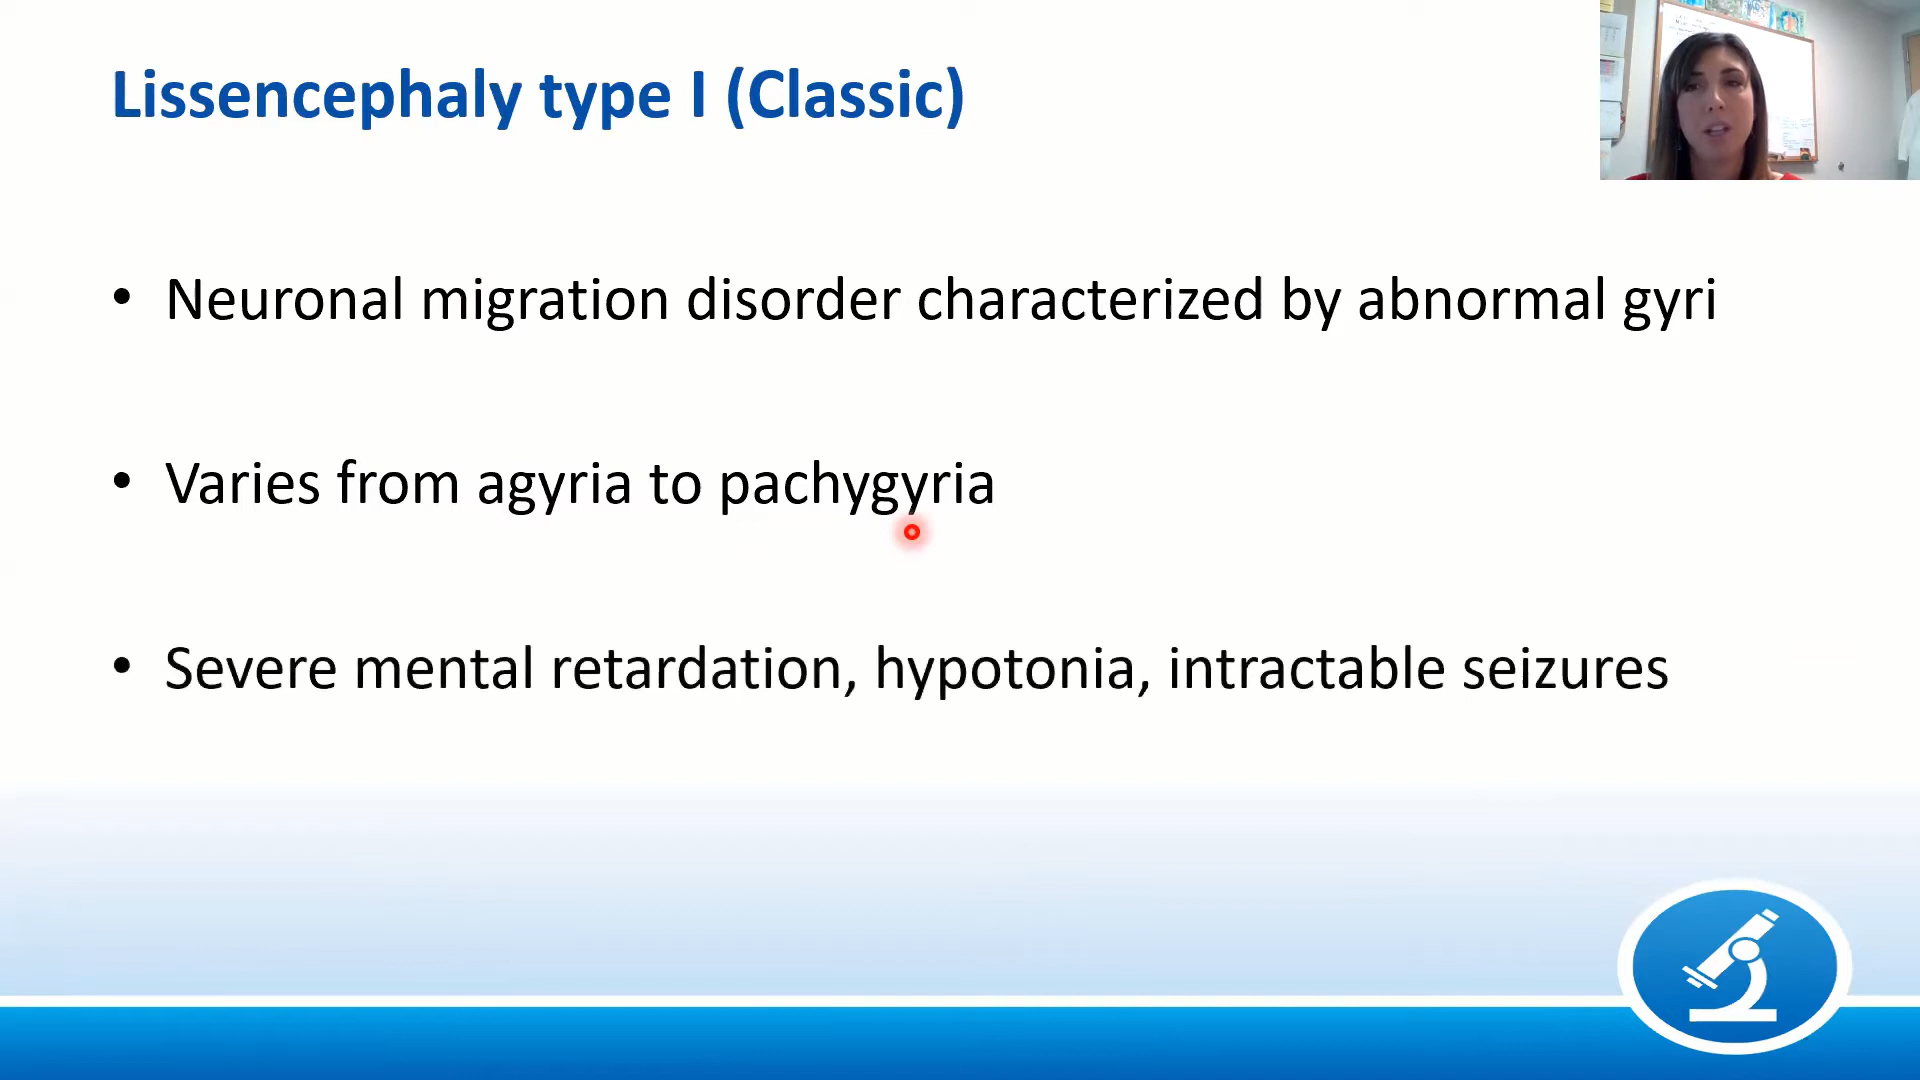 Lissencephaly type I (Classic)
• Neuronal migration disorder characterized by abnormal gyri
• Varies from agyria to pachygyria
• Severe mental retardation, hypotonia, intractable seizures